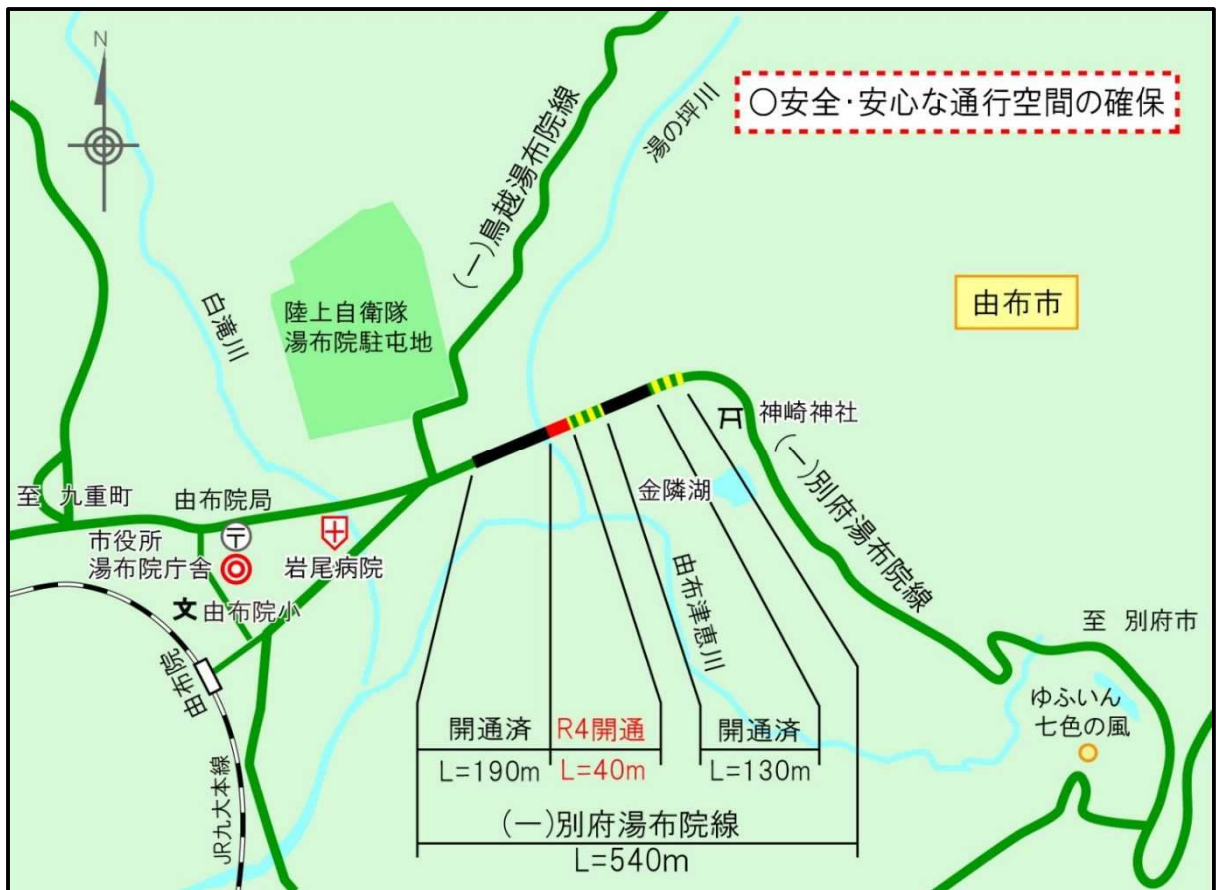 N
〇安全・安心な通行空間の確保
(一)鳥越湯布院線
湯の坪川
白滝川
陸上自衛隊
湯布院駐屯地
由布市
神崎神社
(一)別府湯布院線
金隣湖
至 九重町
由布院局
市役所
湯布院庁舎
岩尾病院
文 由布院小
由布院
JR九大本線
由布津恵川
至 別府市
ゆふいん
七色の風
開通済
R4開通
開通済
L=190m
L=40m
L=130m
(一)別府湯布院線
L=540m